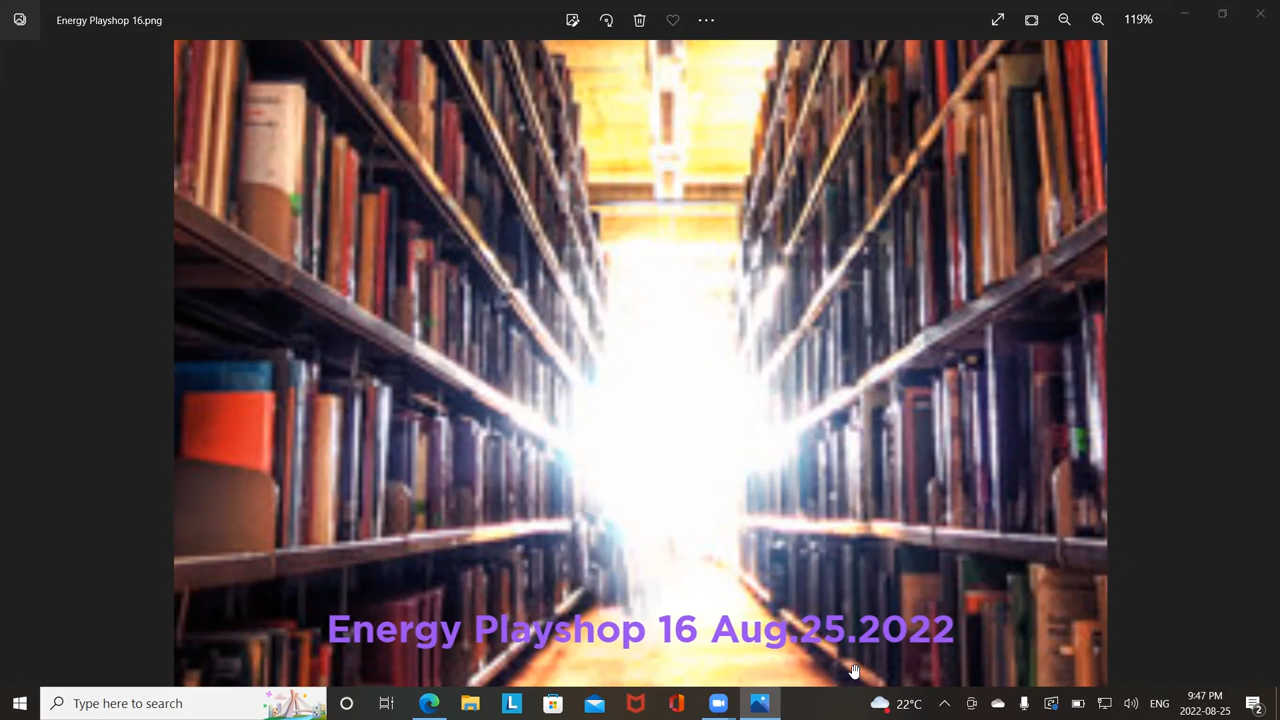 Energy Playshop 16.png
119%
Energy Playshop 16 Aug.25.2022
Type here to search
L
22°C
ENG
9:47 PM
2022-08-25
2